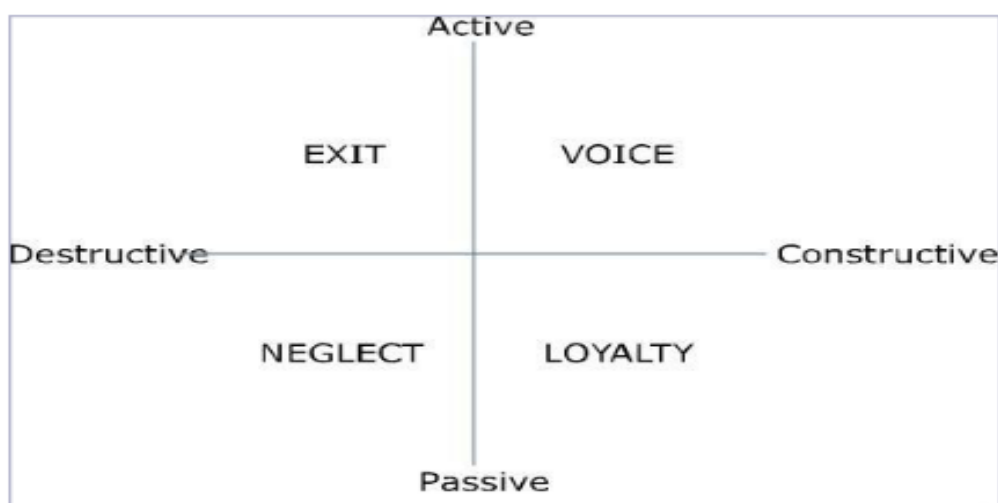 Active
EXIT VOICE
Destructive Constructive
NEGLECT LOYALTY
Passive